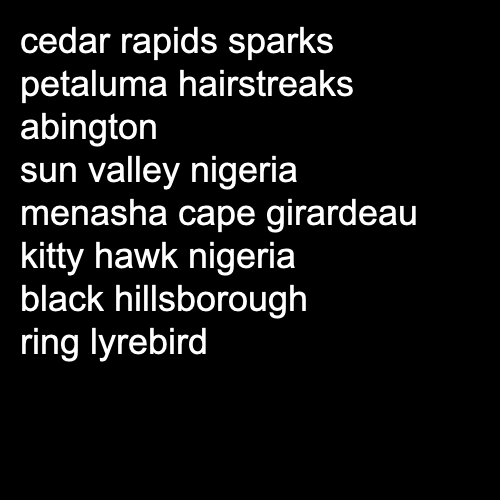 cedar rapids sparks
petaluma hairstreaks
abington
sun valley nigeria
menasha cape girardeau
kitty hawk nigeria
black hillsborough
ring lyrebird